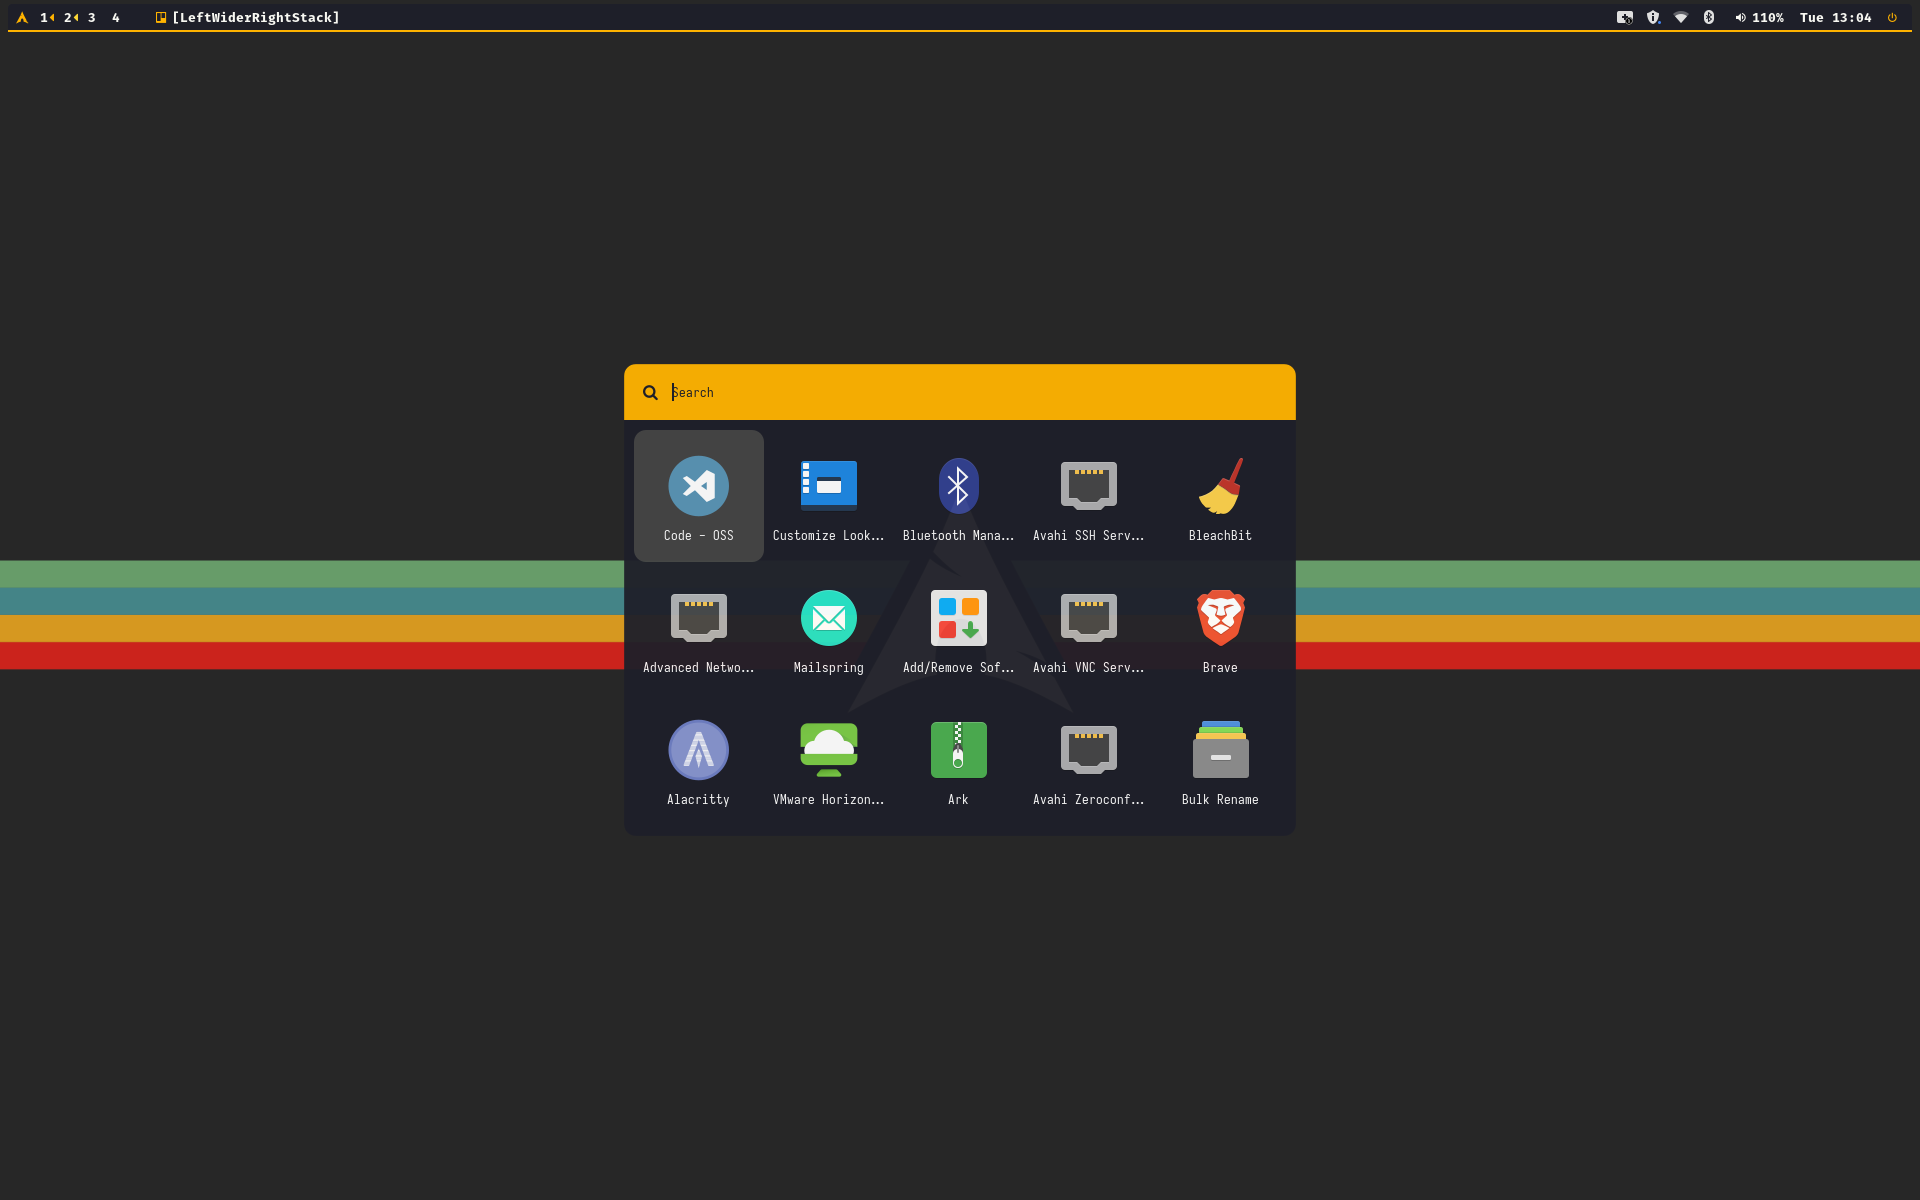 1 2 3 4 [LeftWiderRightStack] 110% Tue 13:04
Search
Code - OSS Customize Look... Bluetooth Mana... Avahi SSH Serv... BleachBit
Advanced Netwo... Mailspring Add/Remove Sof... Avahi VNC Serv... Brave
Alacritty VMware Horizon... Ark Avahi Zeroconf... Bulk Rename